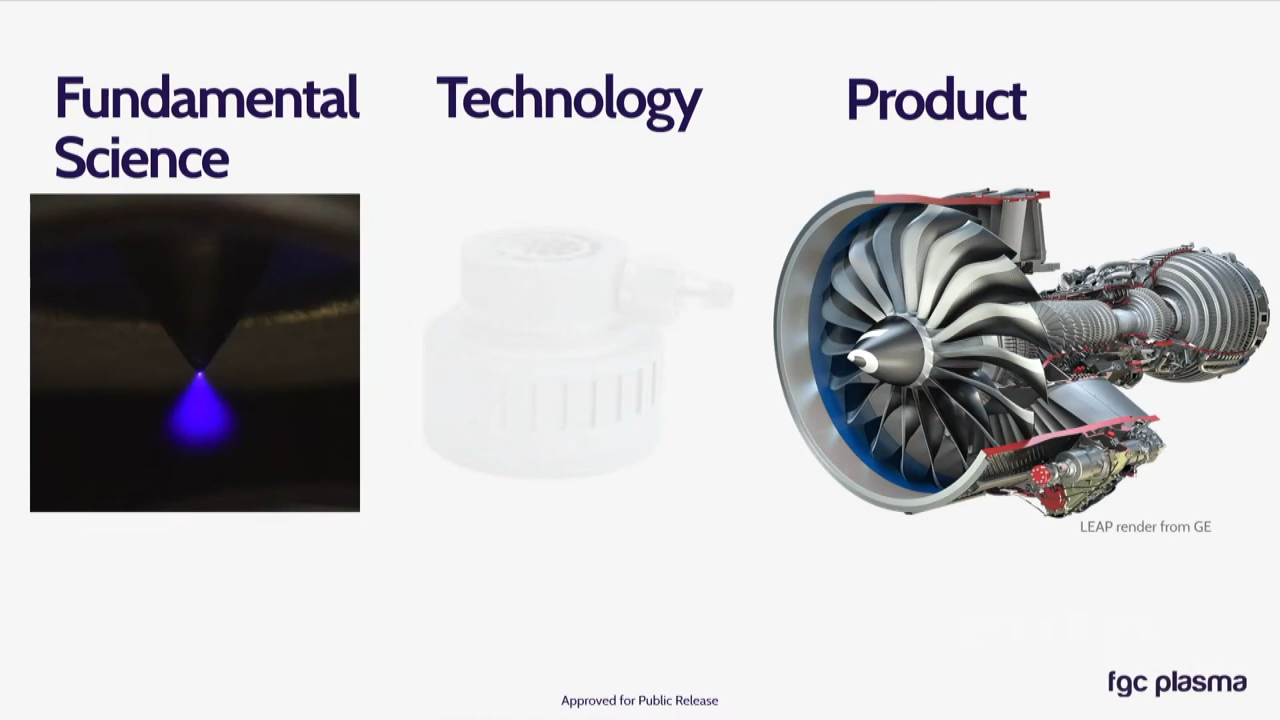 Fundamental
Science
Technology
Product
LEAP render from GE
fgc plasma
Approved for Public Release